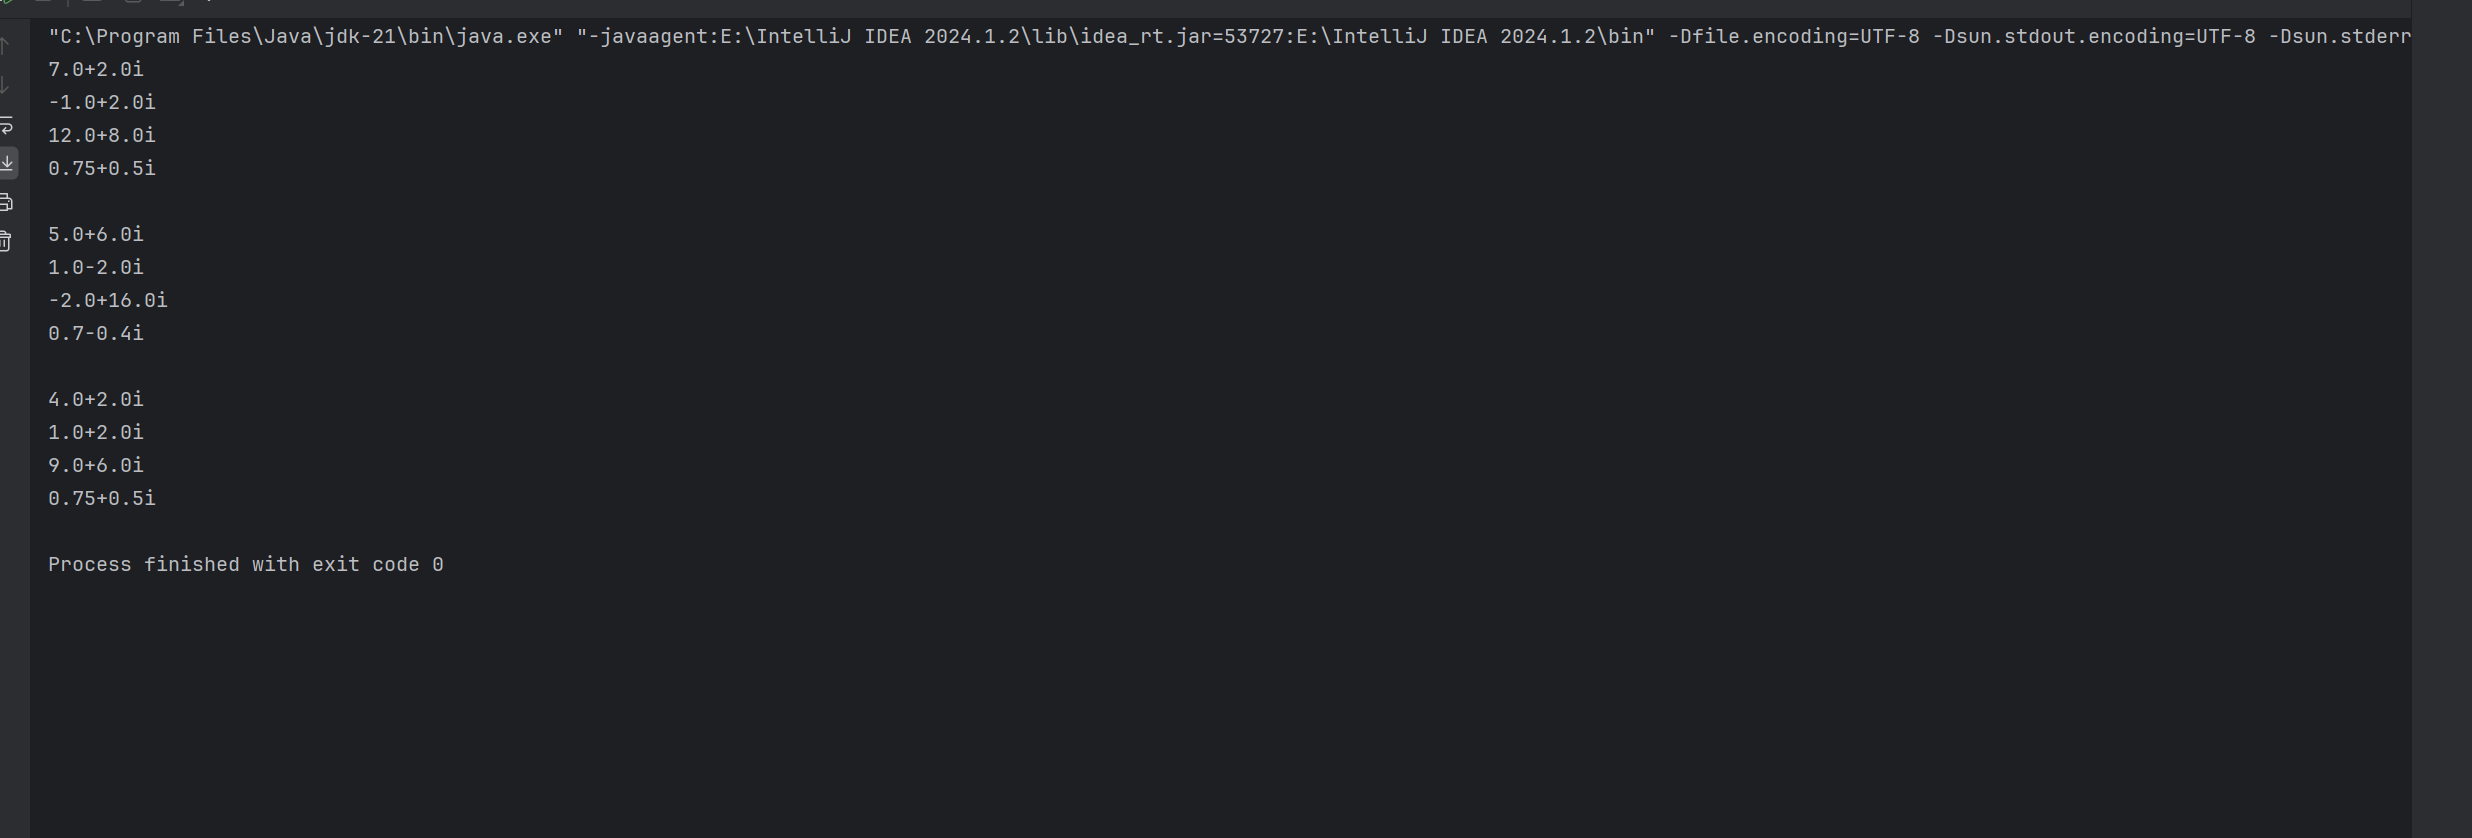 "C:\Program Files\Java\jdk-21\bin\java.exe" "-javaagent:E:\IntelliJ IDEA 2024.1.2\lib\idea_rt.jar=53727:E:\IntelliJ IDEA 2024.1.2\bin" -Dfile.encoding=UTF-8 -Dsun.stdout.encoding=UTF-8 -Dsun.stderr
7.0+2.0i
-1.0+2.0i
12.0+8.0i
0.75+0.5i
5.0+6.0i
1.0-2.0i
-2.0+16.0i
0.7-0.4i
4.0+2.0i
1.0+2.0i
9.0+6.0i
0.75+0.5i
Process finished with exit code 0